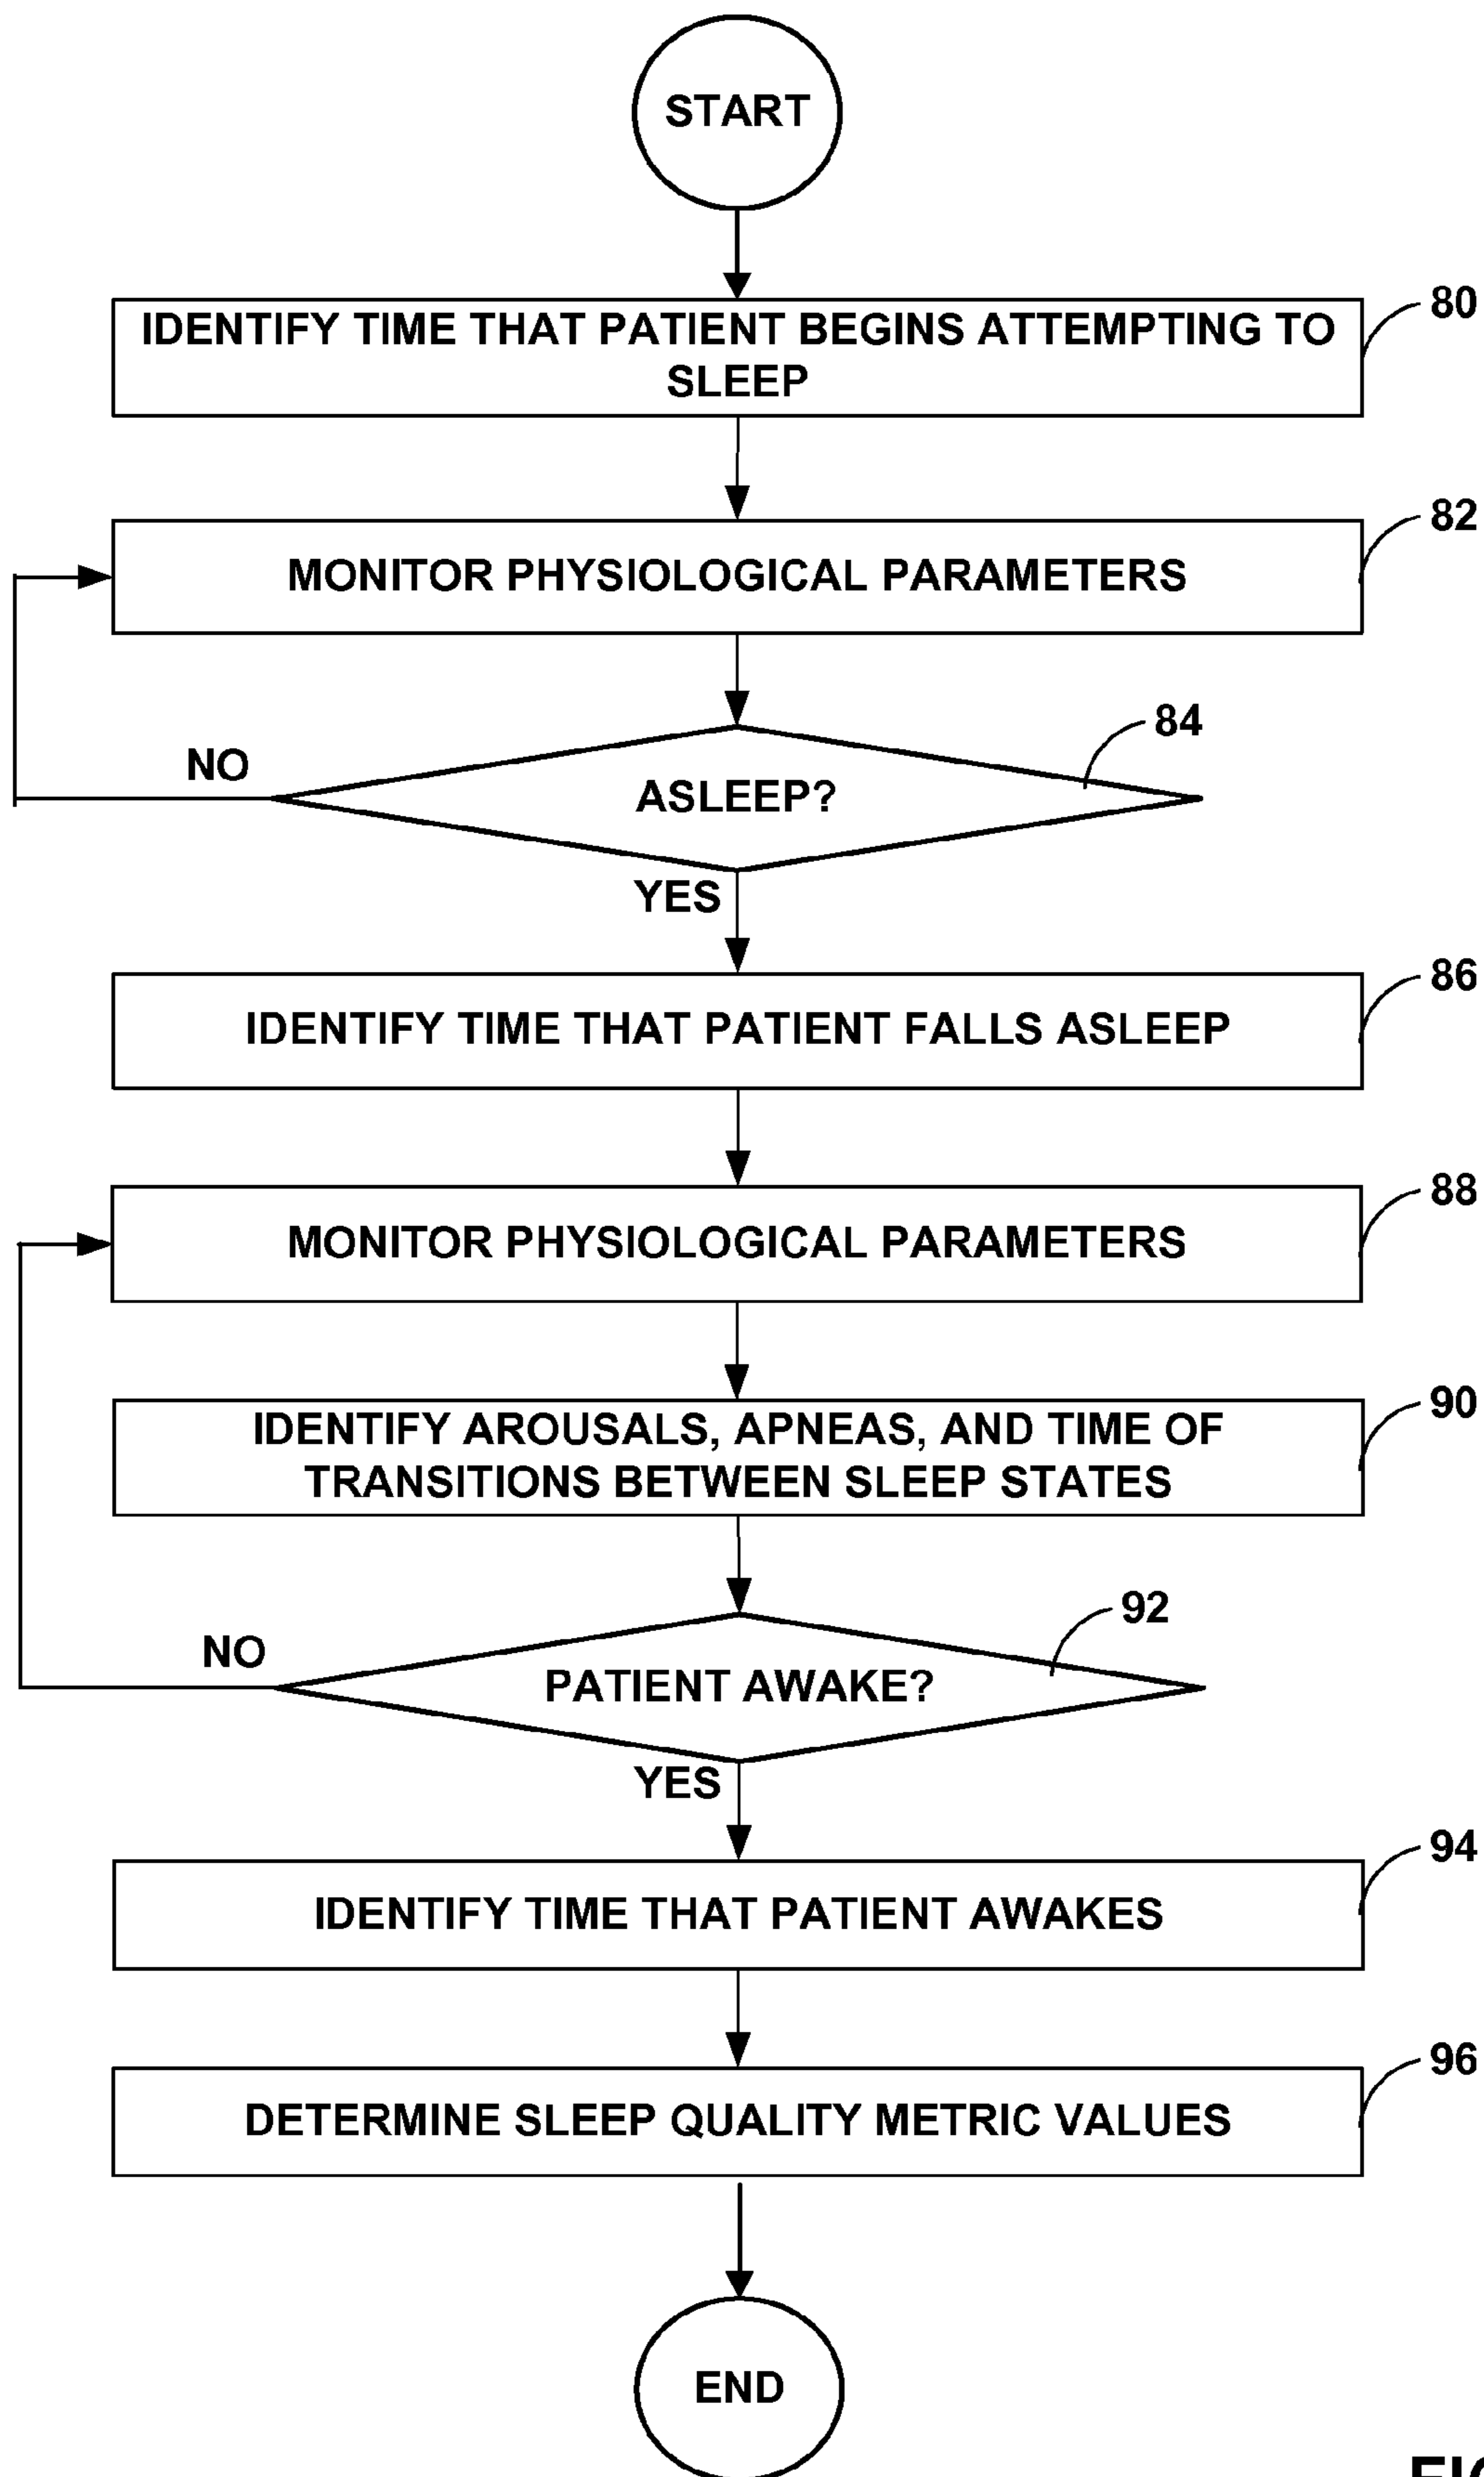 START
80
IDENTIFY TIME THAT PATIENT BEGINS ATTEMPTING TO
SLEEP
82
MONITOR PHYSIOLOGICAL PARAMETERS
84
NO
ASLEEP?
YES
86
IDENTIFY TIME THAT PATIENT FALLS ASLEEP
88
MONITOR PHYSIOLOGICAL PARAMETERS
90
IDENTIFY AROUSALS, APNEAS, AND TIME OF
TRANSITIONS BETWEEN SLEEP STATES
92
NO
PATIENT AWAKE?
YES
94
IDENTIFY TIME THAT PATIENT AWAKES
96
DETERMINE SLEEP QUALITY METRIC VALUES
END